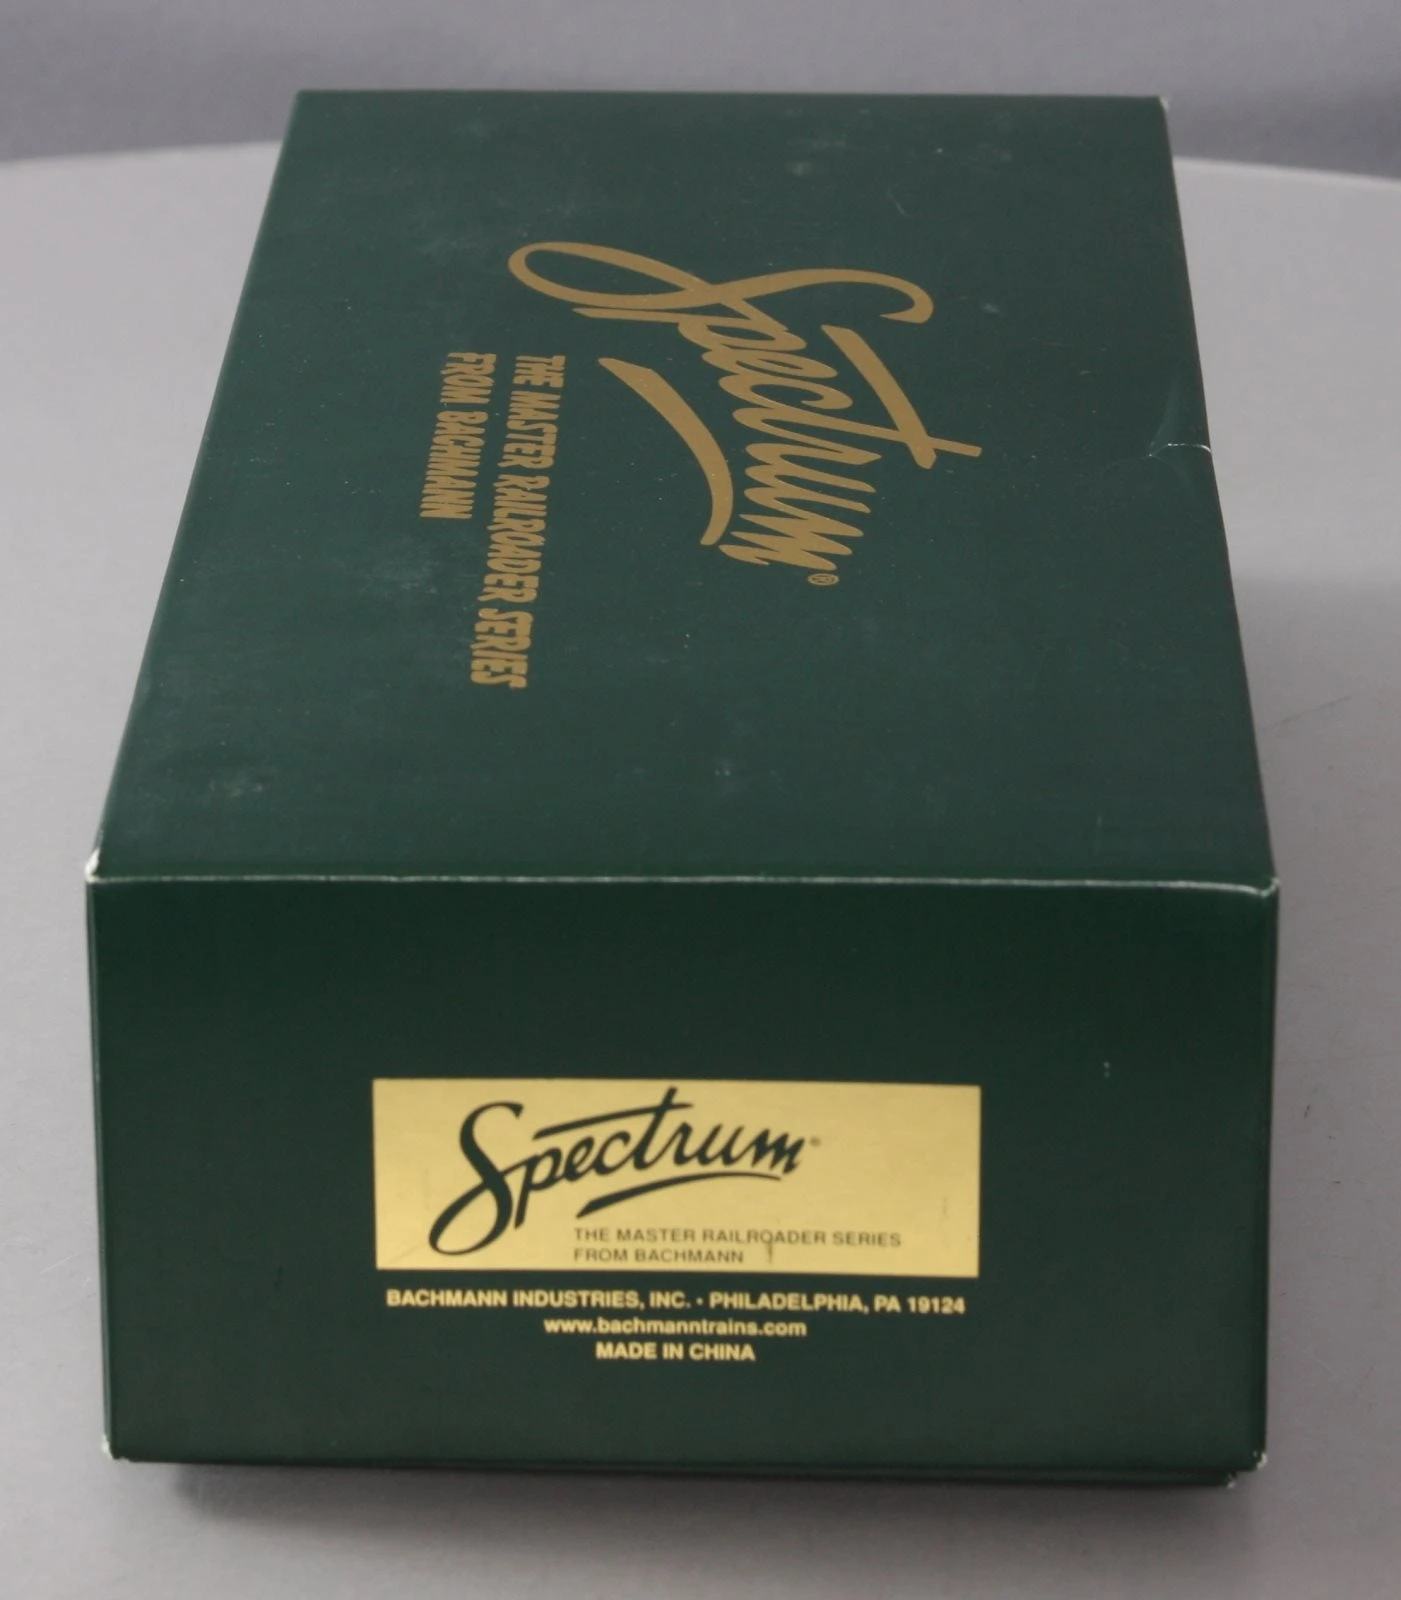 Spectrum®
THE MASTER RAILROADER SERIES
FROM BACHMANN
Spectrum®
THE MASTER RAILROADER SERIES
FROM BACHMANN
BACHMANN INDUSTRIES, INC. • PHILADELPHIA, PA 19124
www.bachmanntrains.com
MADE IN CHINA